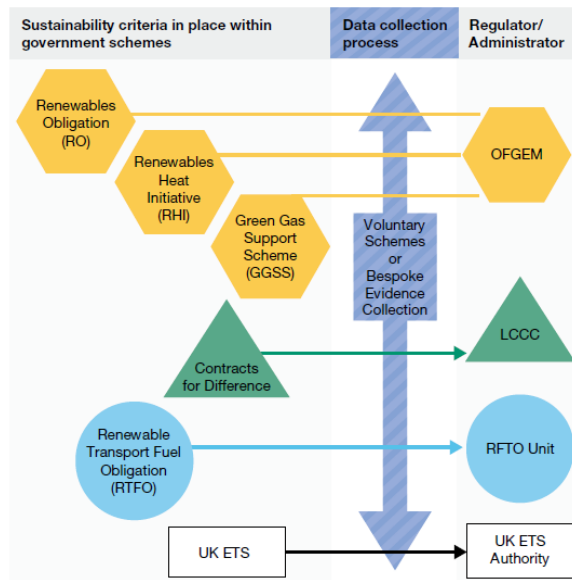 Sustainability criteria in place within
government schemes
Data collection
process
Regulator/
Administrator
Renewables
Obligation
(RO)
OFGEM
Renewables
Heat
Initiative
(RHI)
Green Gas
Support
Scheme
(GGSS)
Voluntary
Schemes
or
Bespoke
Evidence
Collection
Contracts
for Difference
LCCC
Renewable
Transport Fuel
Obligation
(RTFO)
RFTO Unit
UK ETS
UK ETS
Authority